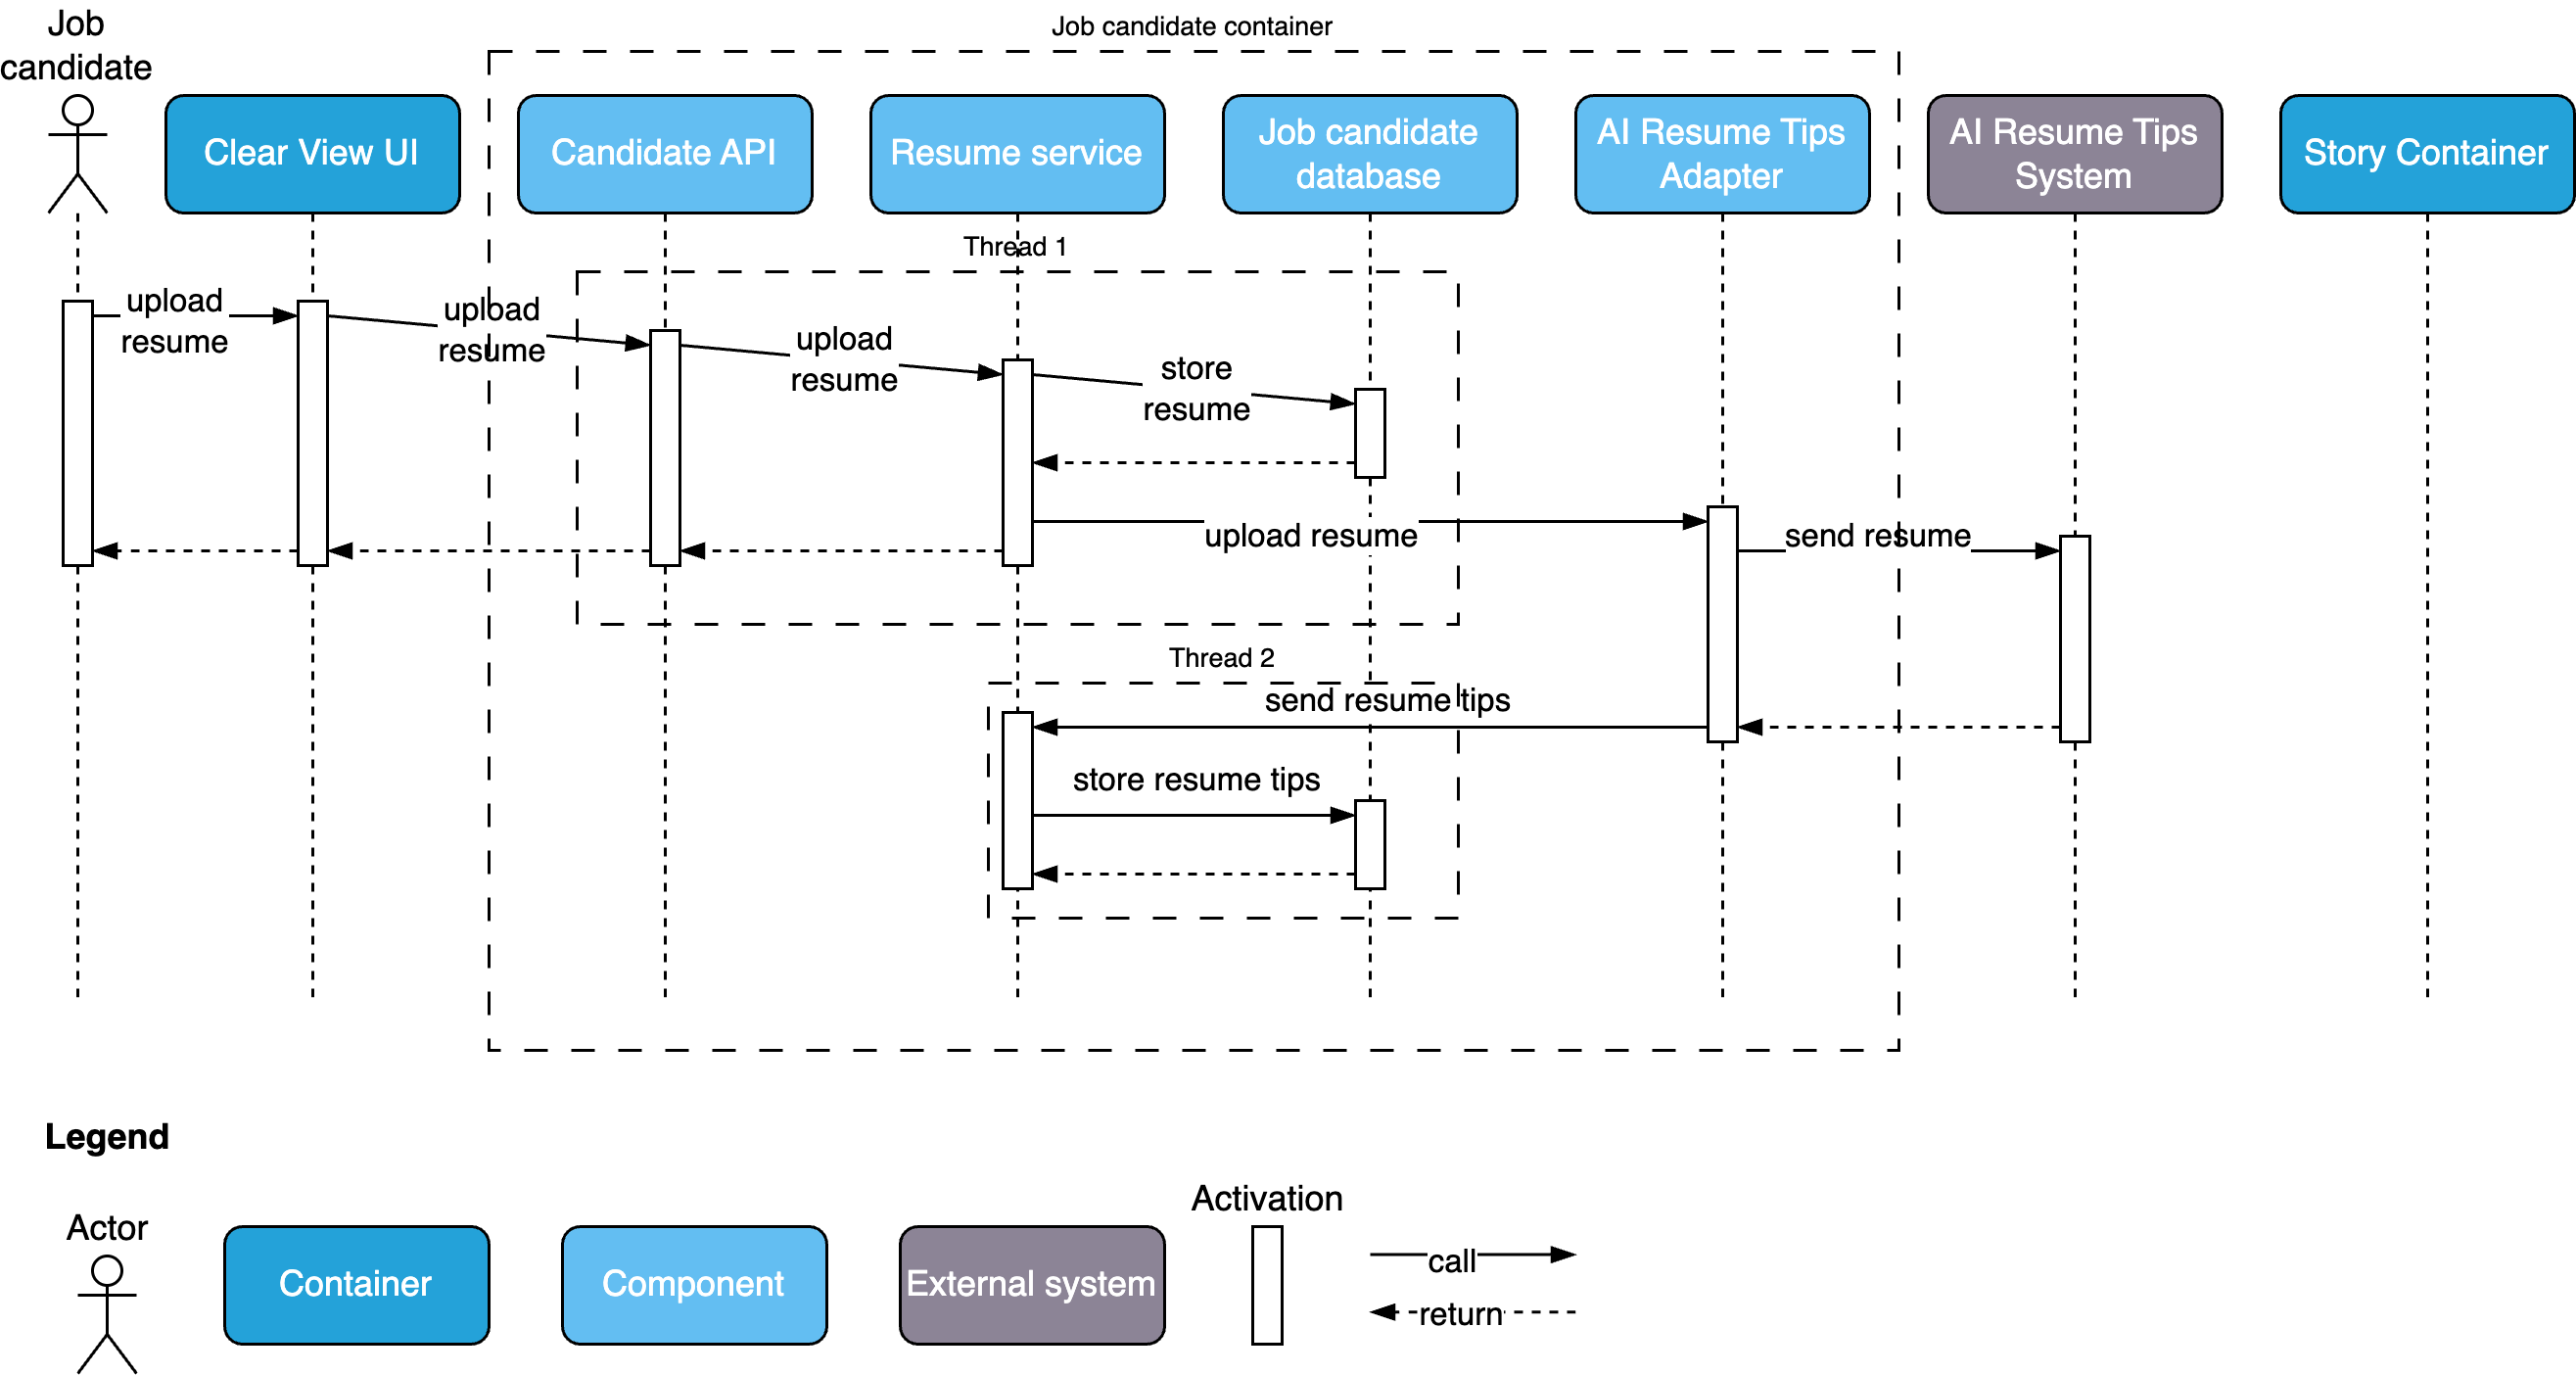 Job
candidate
Job candidate container
Clear View UI
Candidate API
Resume service
Job candidate
database
AI Resume Tips
Adapter
AI Resume Tips
System
Story Container
Thread 1
upload
resume
upload
resume
upload
resume
store
resume
upload resume
send resume
Thread 2
send resume tips
store resume tips
Legend
Actor
Container
Component
External system
Activation
call
return